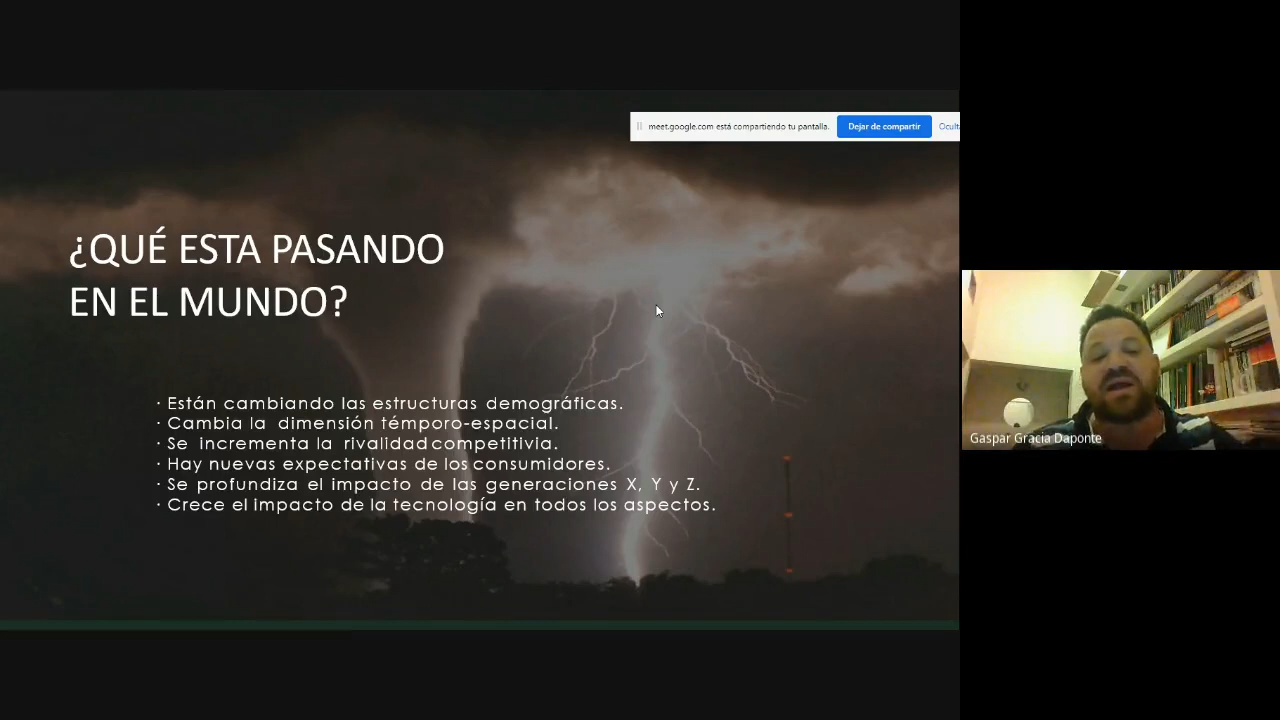 meet.google.com está compartiendo tu pantalla.
Dejar de compartir
¿QUÉ ESTA PASANDO
EN EL MUNDO?
· Están cambiando las estructuras demográficas.
· Cambia la dimensión témporo-espacial.
· Se incrementa la rivalidad competitivia.
· Hay nuevas expectativas de los consumidores.
· Se profundiza el impacto de las generaciones X, Y y Z.
· Crece el impacto de la tecnología en todos los aspectos.
Gaspar Gracia Daponte